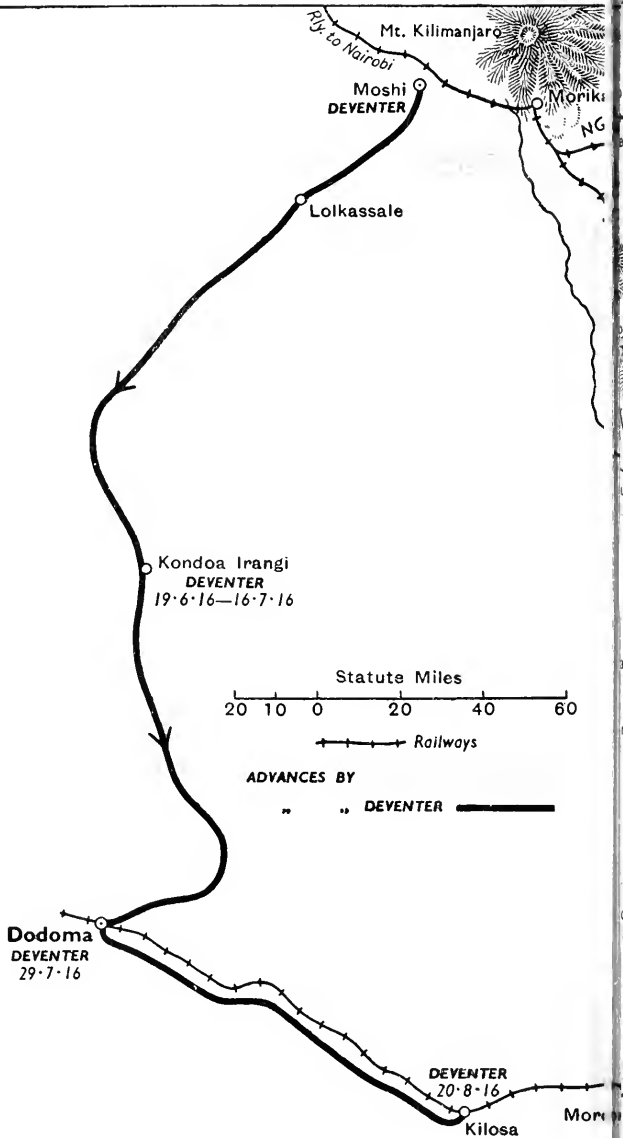 Rly. to Nairobi
Mt. Kilimanjaro
Moshi
DEVENTER
NG
Lolkassale
Kondoa Irangi
DEVENTER
19·6·16—16·7·16
Statute Miles
20 10 0 20 40 60
Railways
ADVANCES BY
" " DEVENTER
Dodoma
DEVENTER
29·7·16
DEVENTER
20·8·16
Kilosa